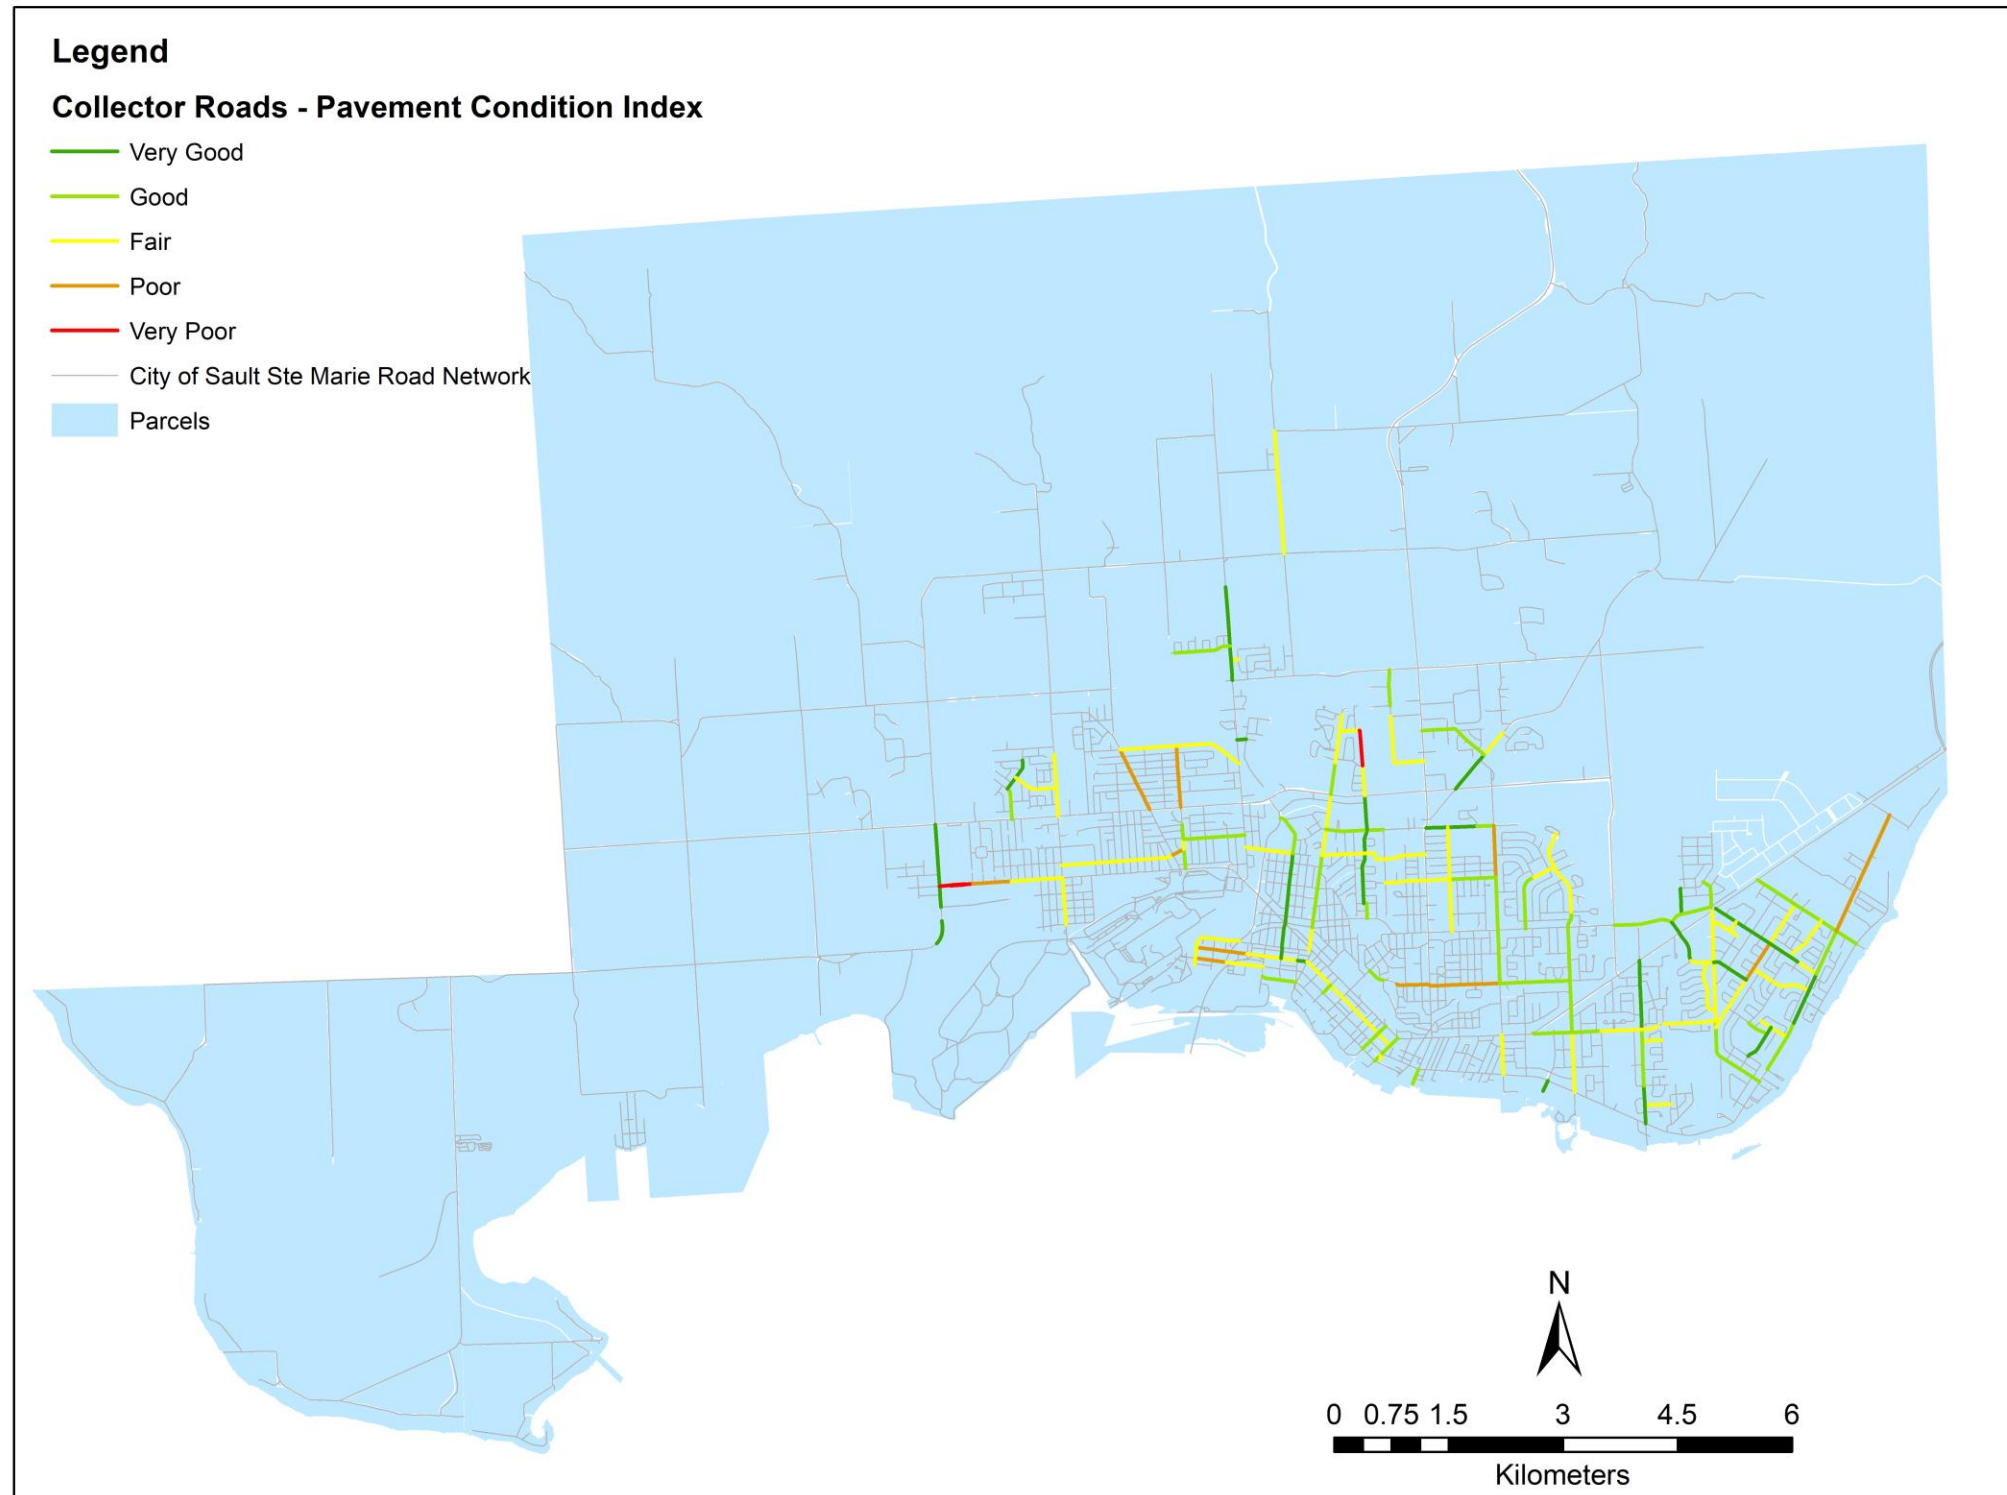 Legend
Collector Roads - Pavement Condition Index
Very Good
Good
Fair
Poor
Very Poor
City of Sault Ste Marie Road Network
Parcels
N
0 0.75 1.5 3 4.5 6
Kilometers